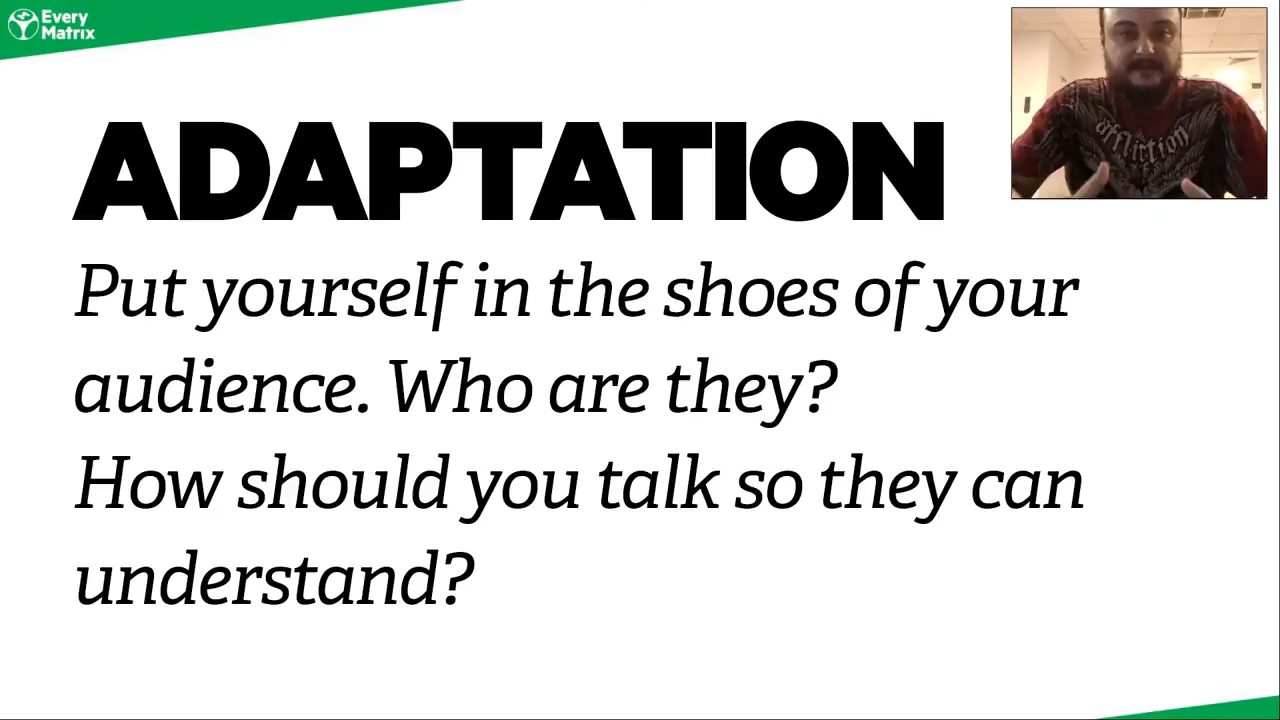 Every
Matrix
ADAPTATION
affliction
Put yourself in the shoes of your
audience. Who are they?
How should you talk so they can
understand?